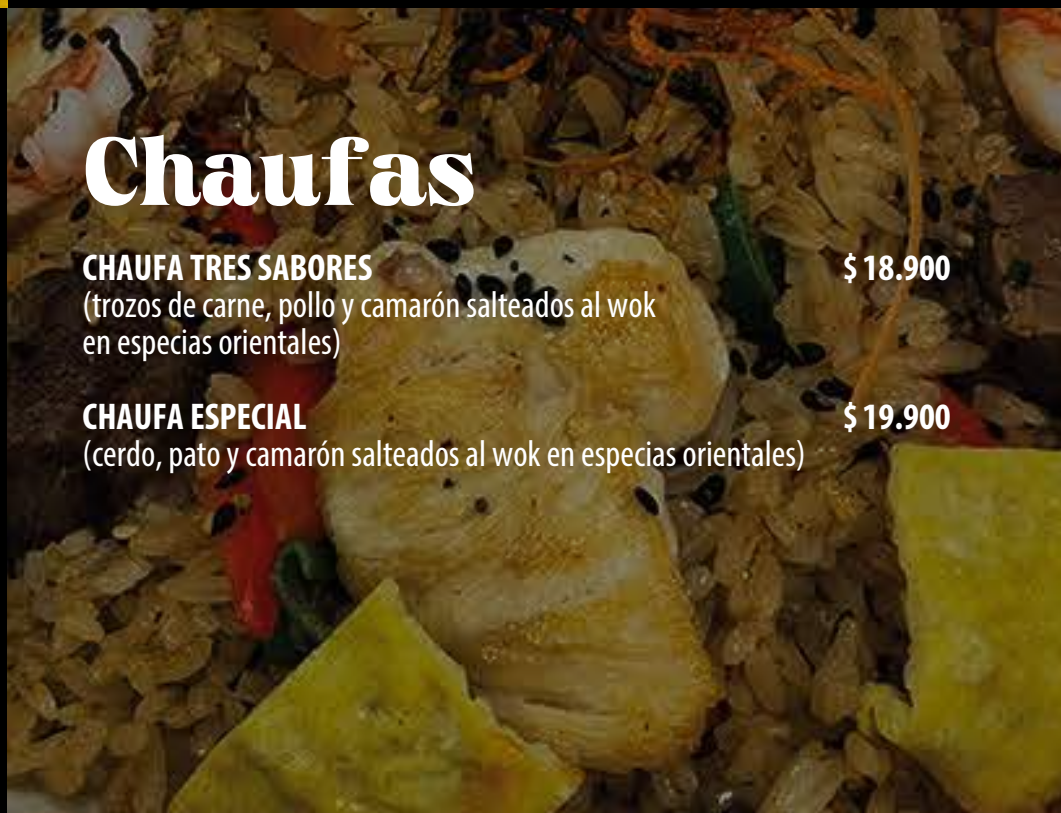 Chaufas
CHAUFA TRES SABORES $ 18.900
(trozos de carne, pollo y camarón salteados al wok
en especias orientales)
CHAUFA ESPECIAL $ 19.900
(cerdo, pato y camarón salteados al wok en especias orientales)